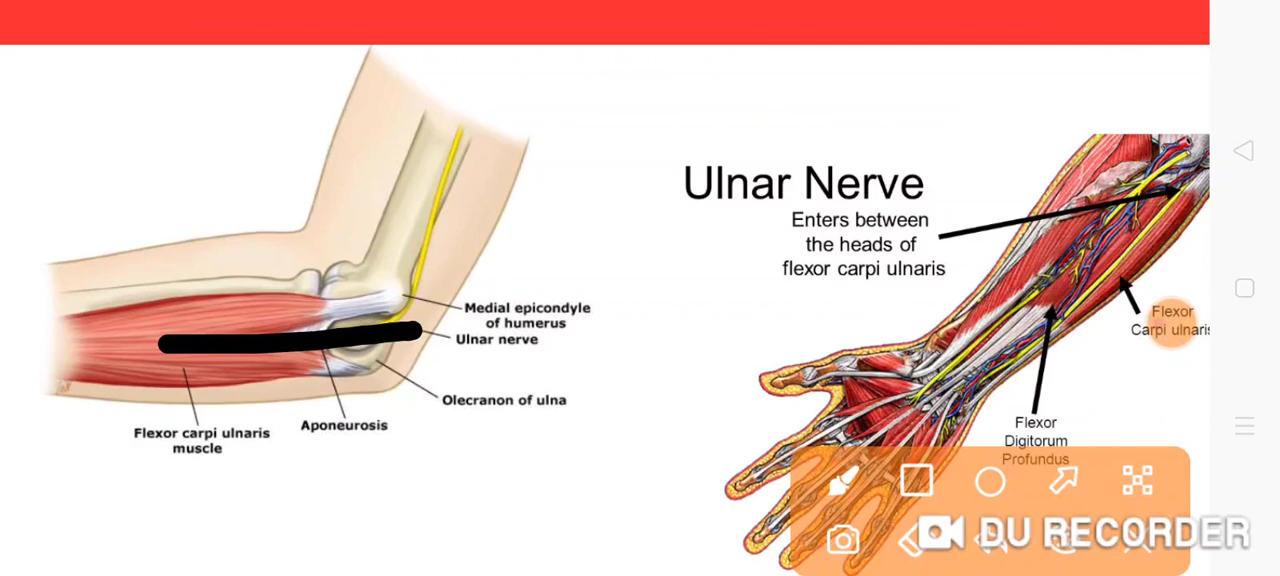 Medial epicondyle
of humerus
Ulnar nerve
Olecranon of ulna
Aponeurosis
Flexor carpi ulnaris
muscle
Ulnar Nerve
Enters between
the heads of
flexor carpi ulnaris
Flexor
Carpi ulnaris
Flexor
Digitorum
Profundus
DU RECORDER